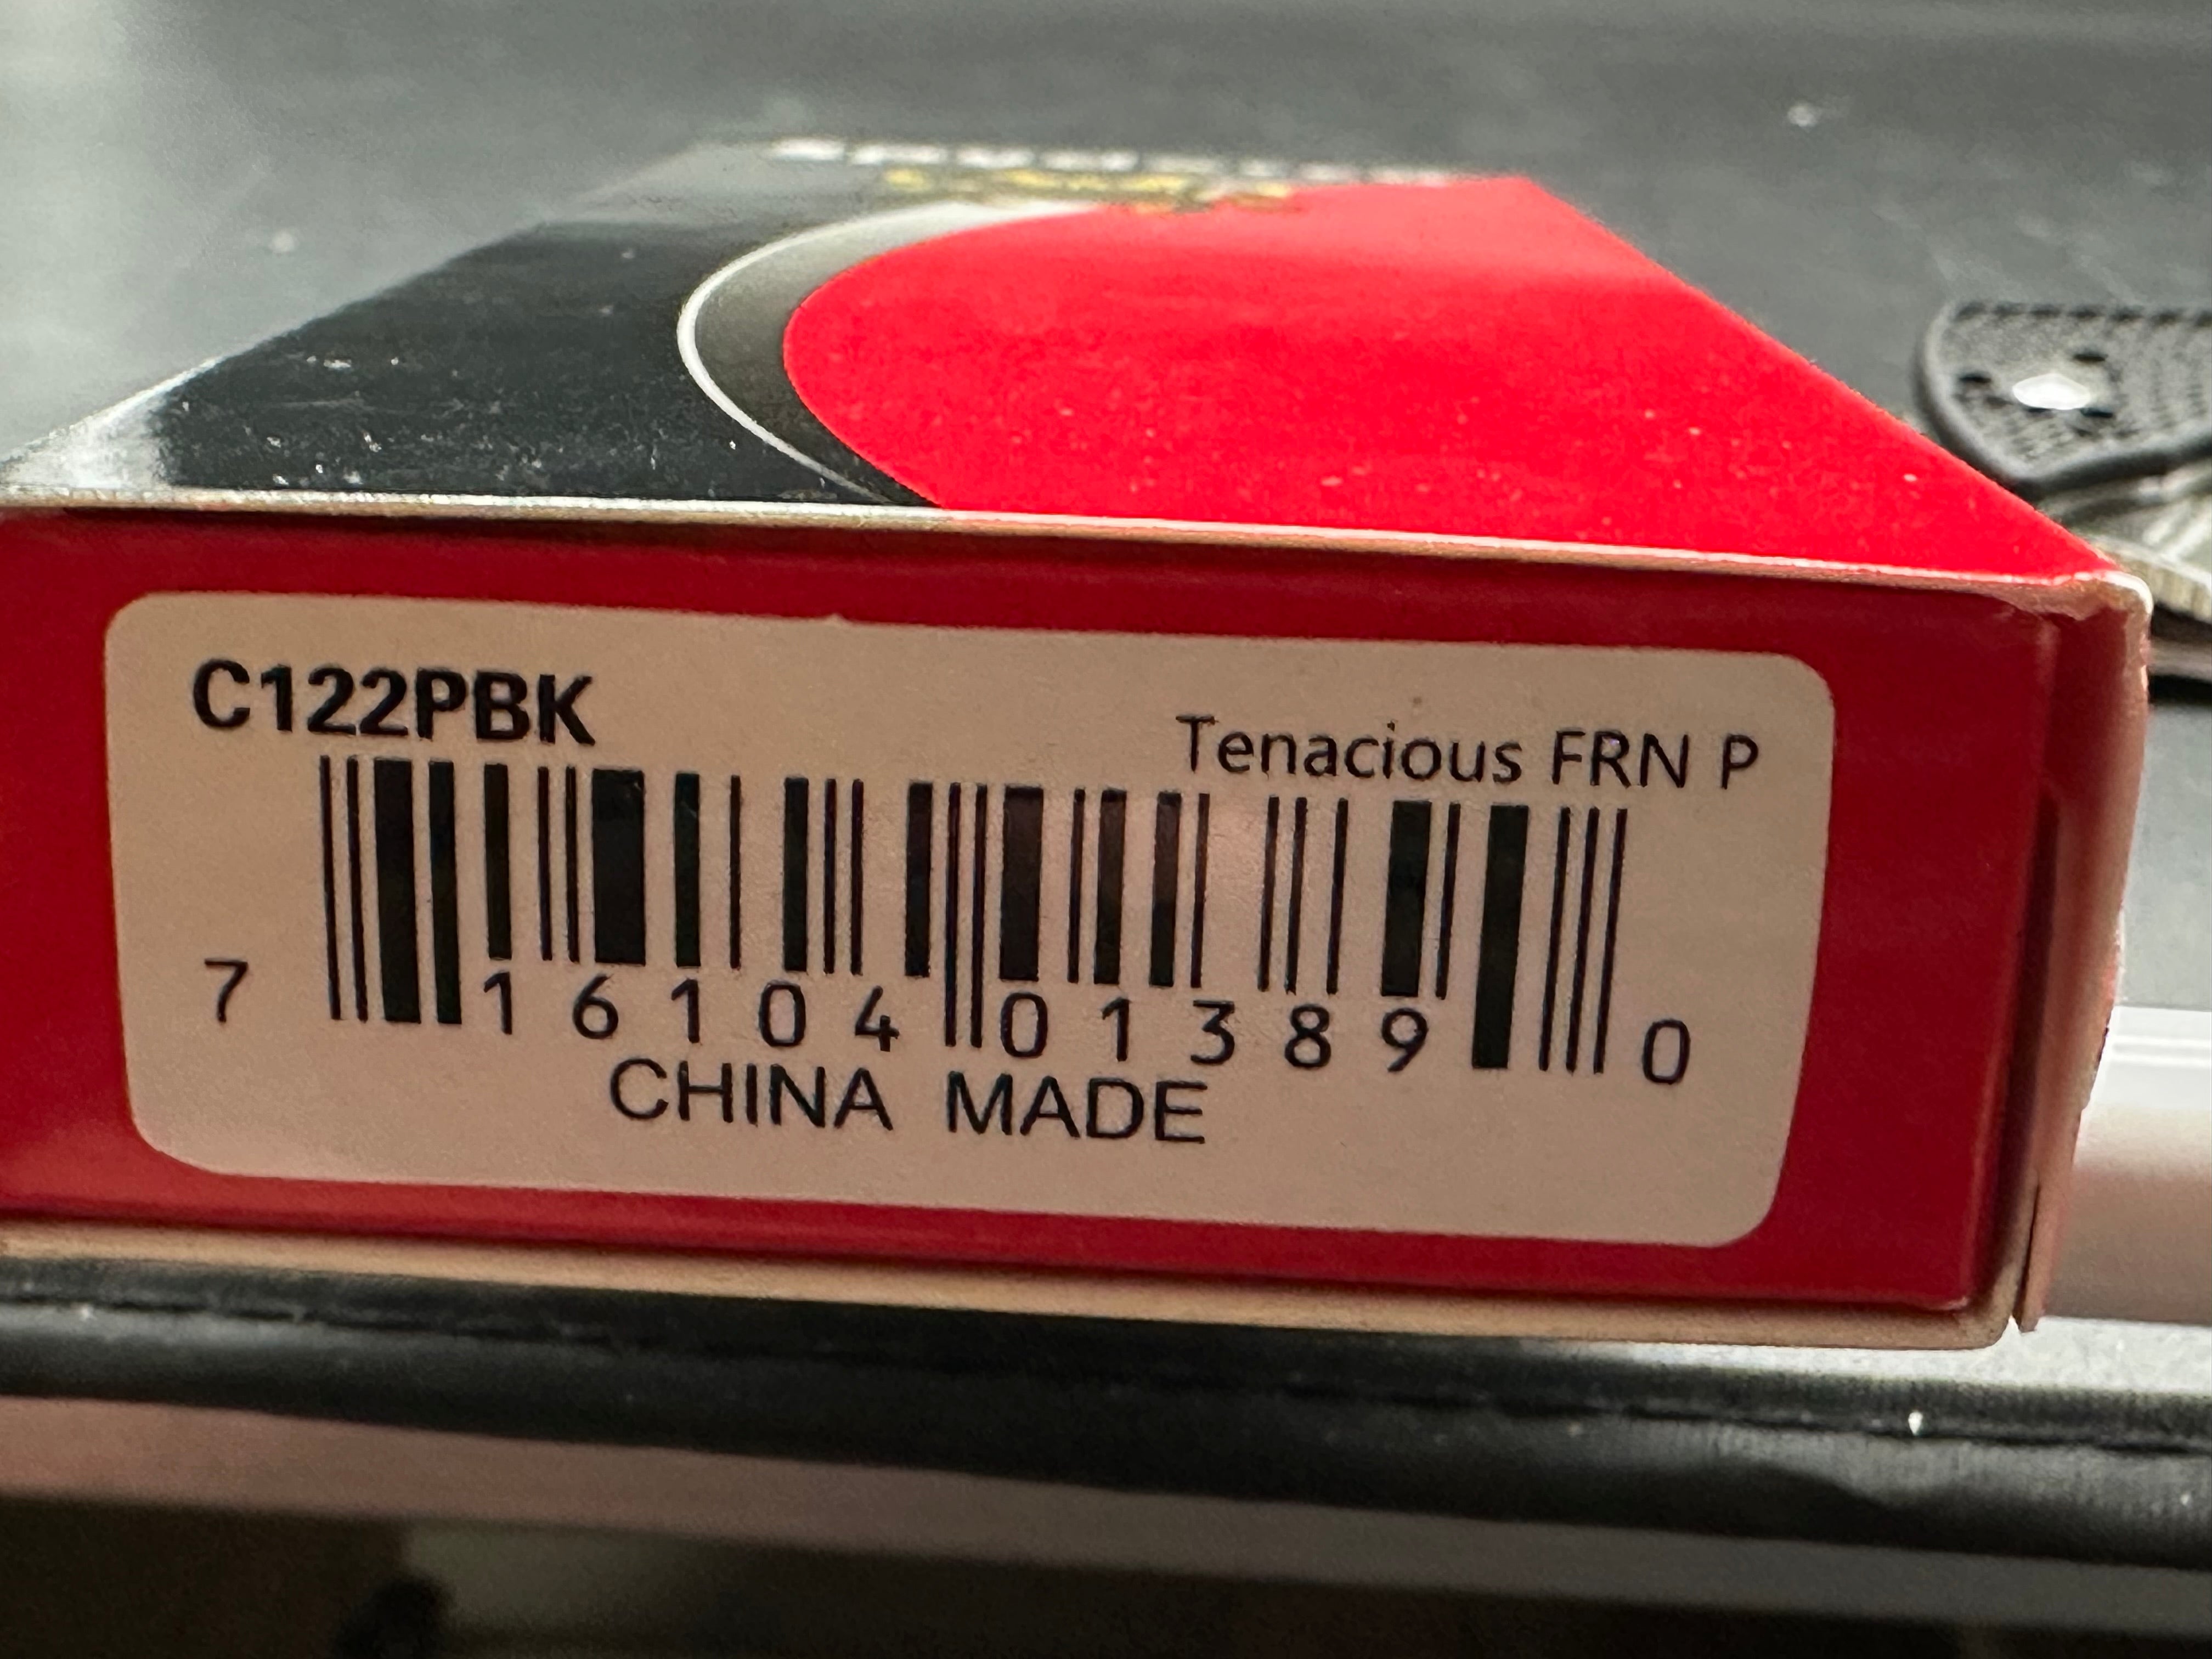 C122PBK
Tenacious FRN P
7 16104 01389 0
CHINA MADE